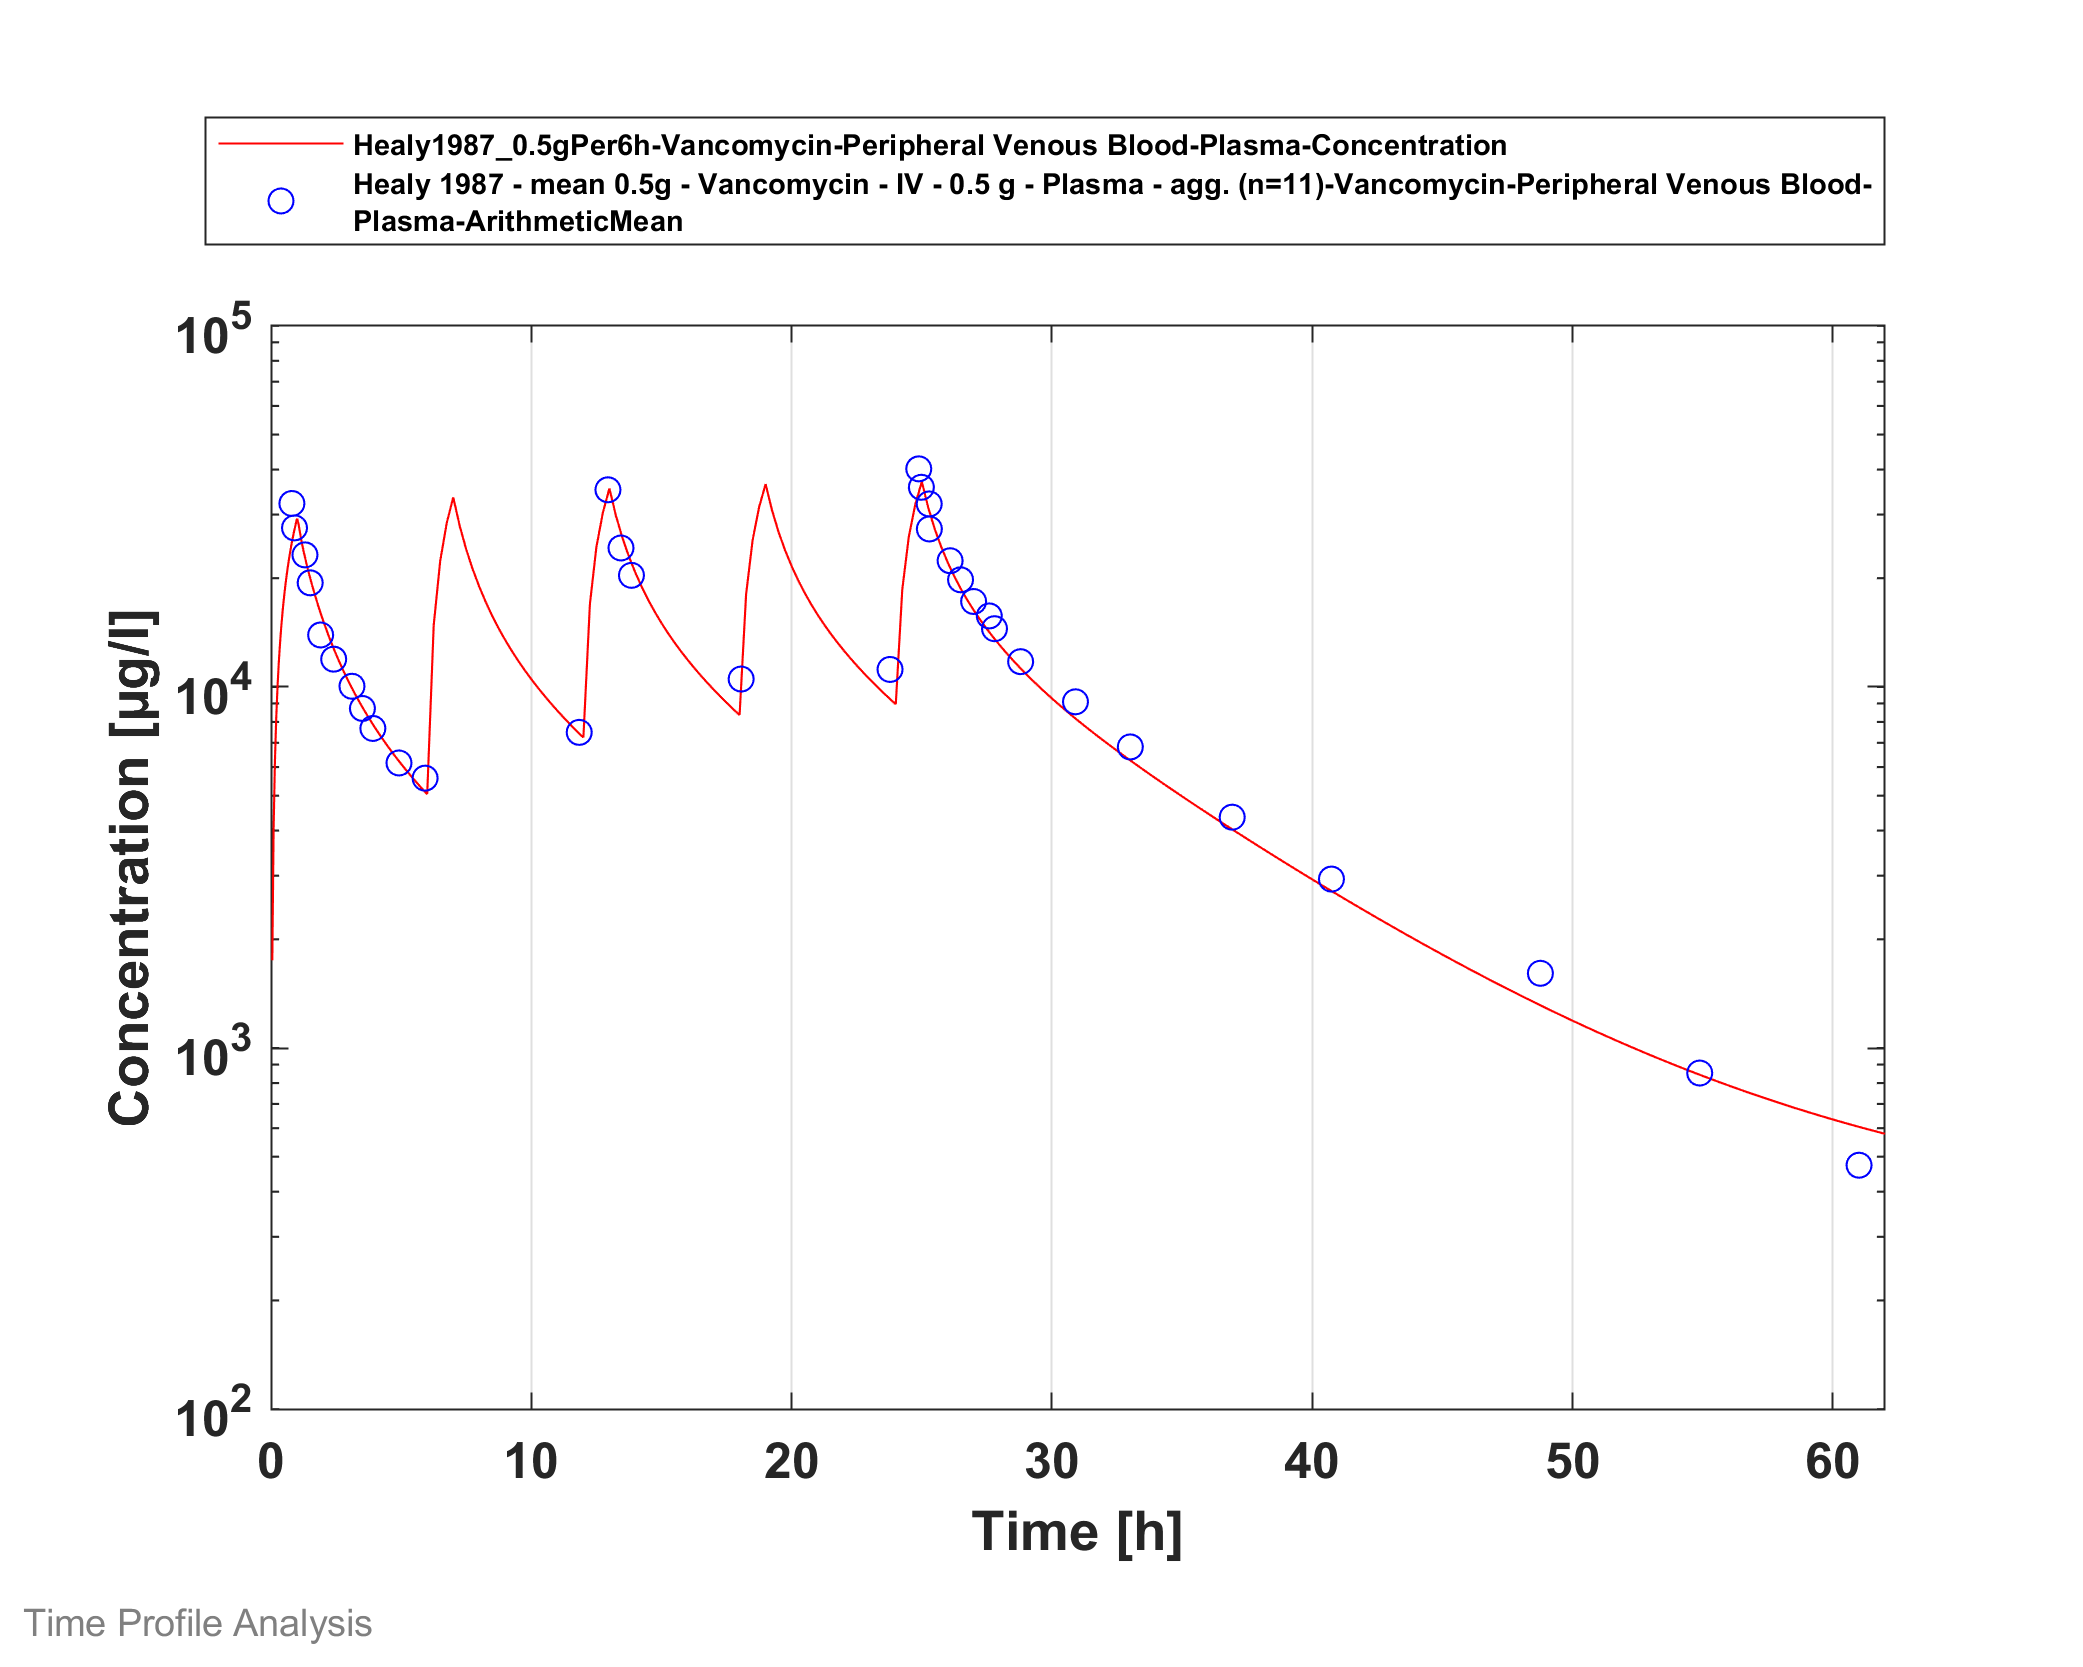 Healy1987_0.5gPer6h-Vancomycin-Peripheral Venous Blood-Plasma-Concentration
Healy 1987 - mean 0.5g - Vancomycin - IV - 0.5 g - Plasma - agg. (n=11)-Vancomycin-Peripheral Venous Blood-
Plasma-ArithmeticMean
10^5
10^4
10^3
10^2
Concentration [µg/l]
0 10 20 30 40 50 60
Time [h]
Time Profile Analysis